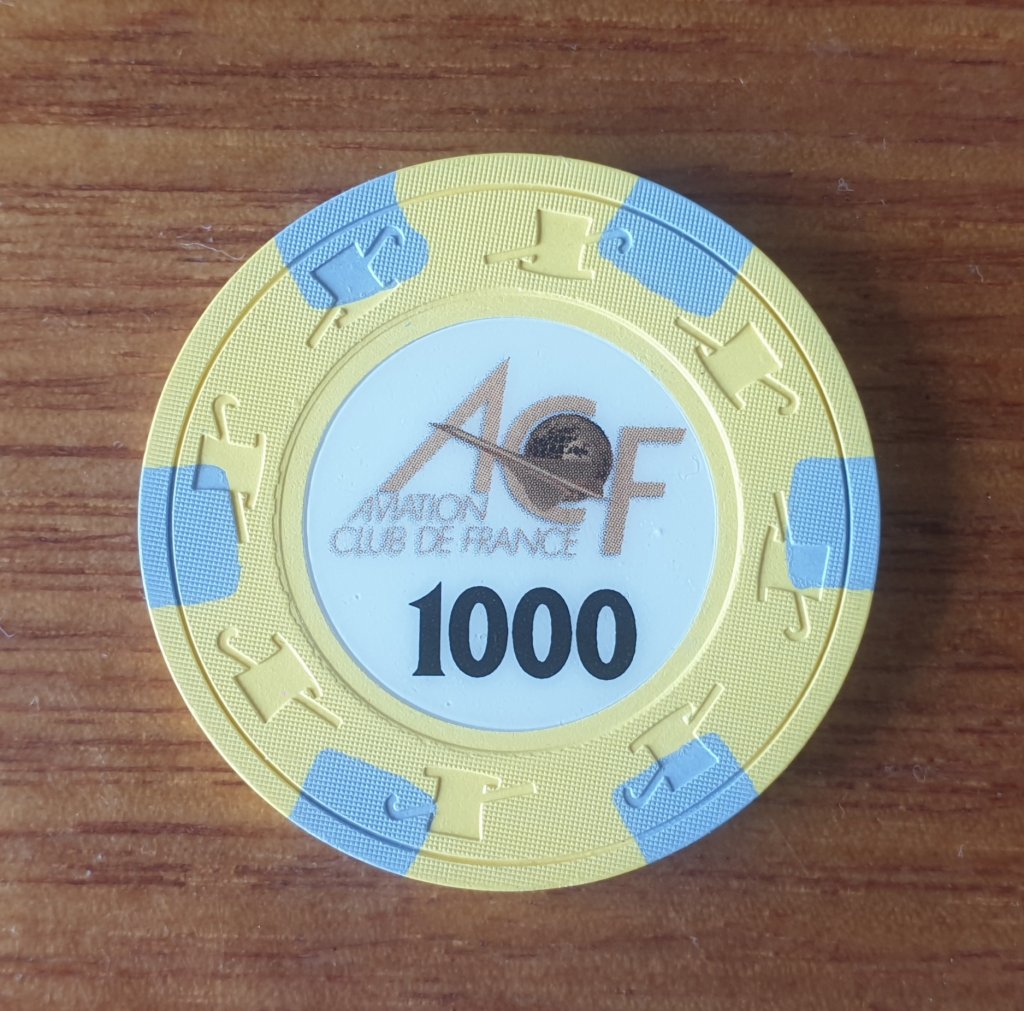 ACF
AVIATION
CLUB DE FRANCE
1000